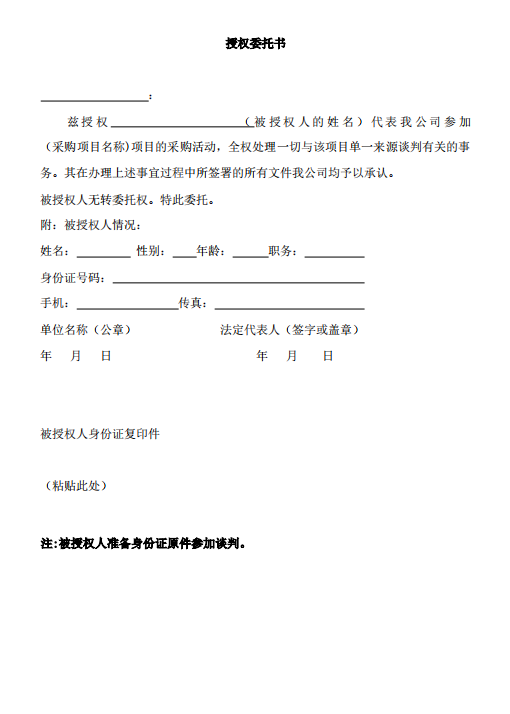 授权委托书
__________________：
兹授权________________________（被授权人的姓名）代表我公司参加
（采购项目名称)项目的采购活动，全权处理一切与该项目单一来源谈判有关的事
务。其在办理上述事宜过程中所签署的所有文件我公司均予以承认。
被授权人无转委托权。特此委托。
附：被授权人情况：
姓名：_________ 性别：____年龄：______职务：__________
身份证号码：__________________________________________
手机：_________________传真：_________________________
单位名称（公章） 法定代表人（签字或盖章）
年 月 日 年 月 日
被授权人身份证复印件
（粘贴此处）
注:被授权人准备身份证原件参加谈判。